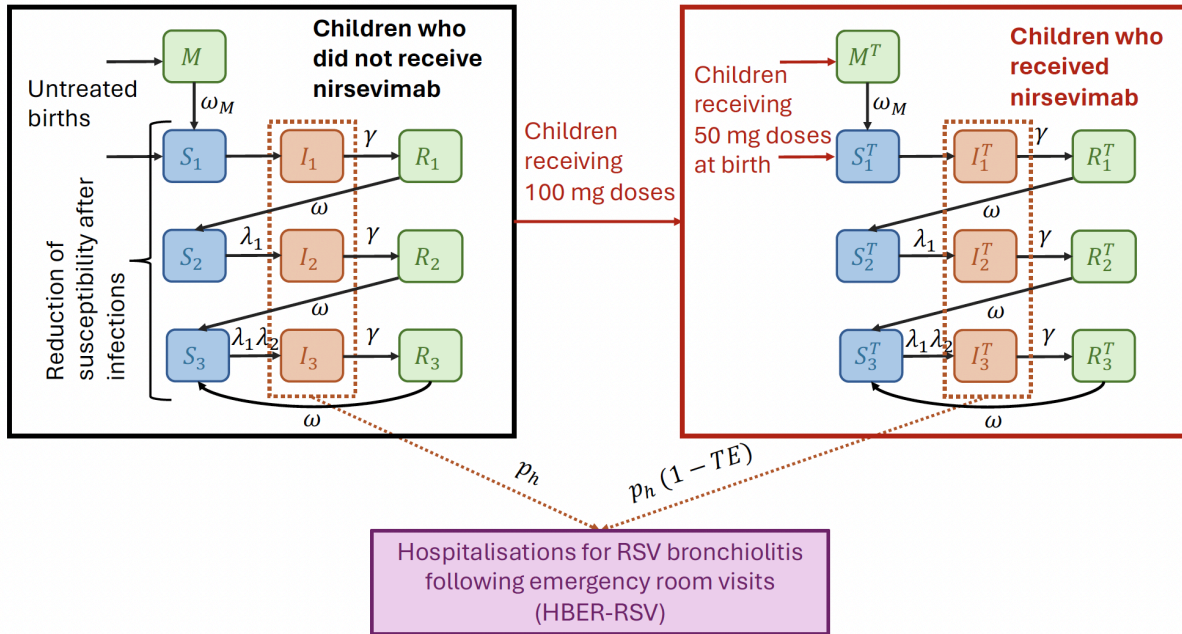 Children who
did not receive
nirsevimab
M
Untreated
births
ω_M
S_1
I_1
γ
R_1
ω
S_2
λ_1
I_2
γ
R_2
ω
S_3
λ_1λ_2
I_3
γ
R_3
ω
Reduction of
susceptibility after
infections
Children
receiving
100 mg doses
Children who
received
nirsevimab
M^T
Children
receiving
50 mg doses
at birth
ω_M
S_1^T
I_1^T
γ
R_1^T
ω
S_2^T
λ_1
I_2^T
γ
R_2^T
ω
S_3^T
λ_1λ_2
I_3^T
γ
R_3^T
ω
p_h
p_h (1 − TE)
Hospitalisations for RSV bronchiolitis
following emergency room visits
(HBER-RSV)